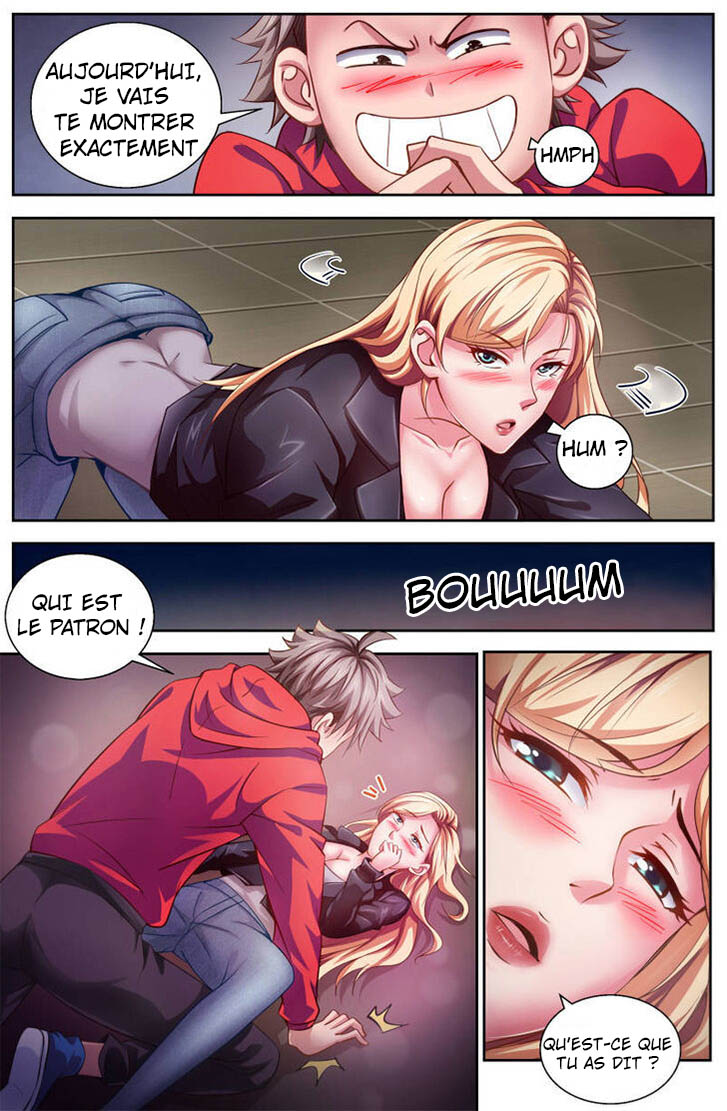 AUJOURD'HUI,
JE VAIS
TE MONTRER
EXACTEMENT
HMPH
HUM ?
BOUUUUM
QUI EST
LE PATRON !
QU'EST-CE QUE
TU AS DIT ?